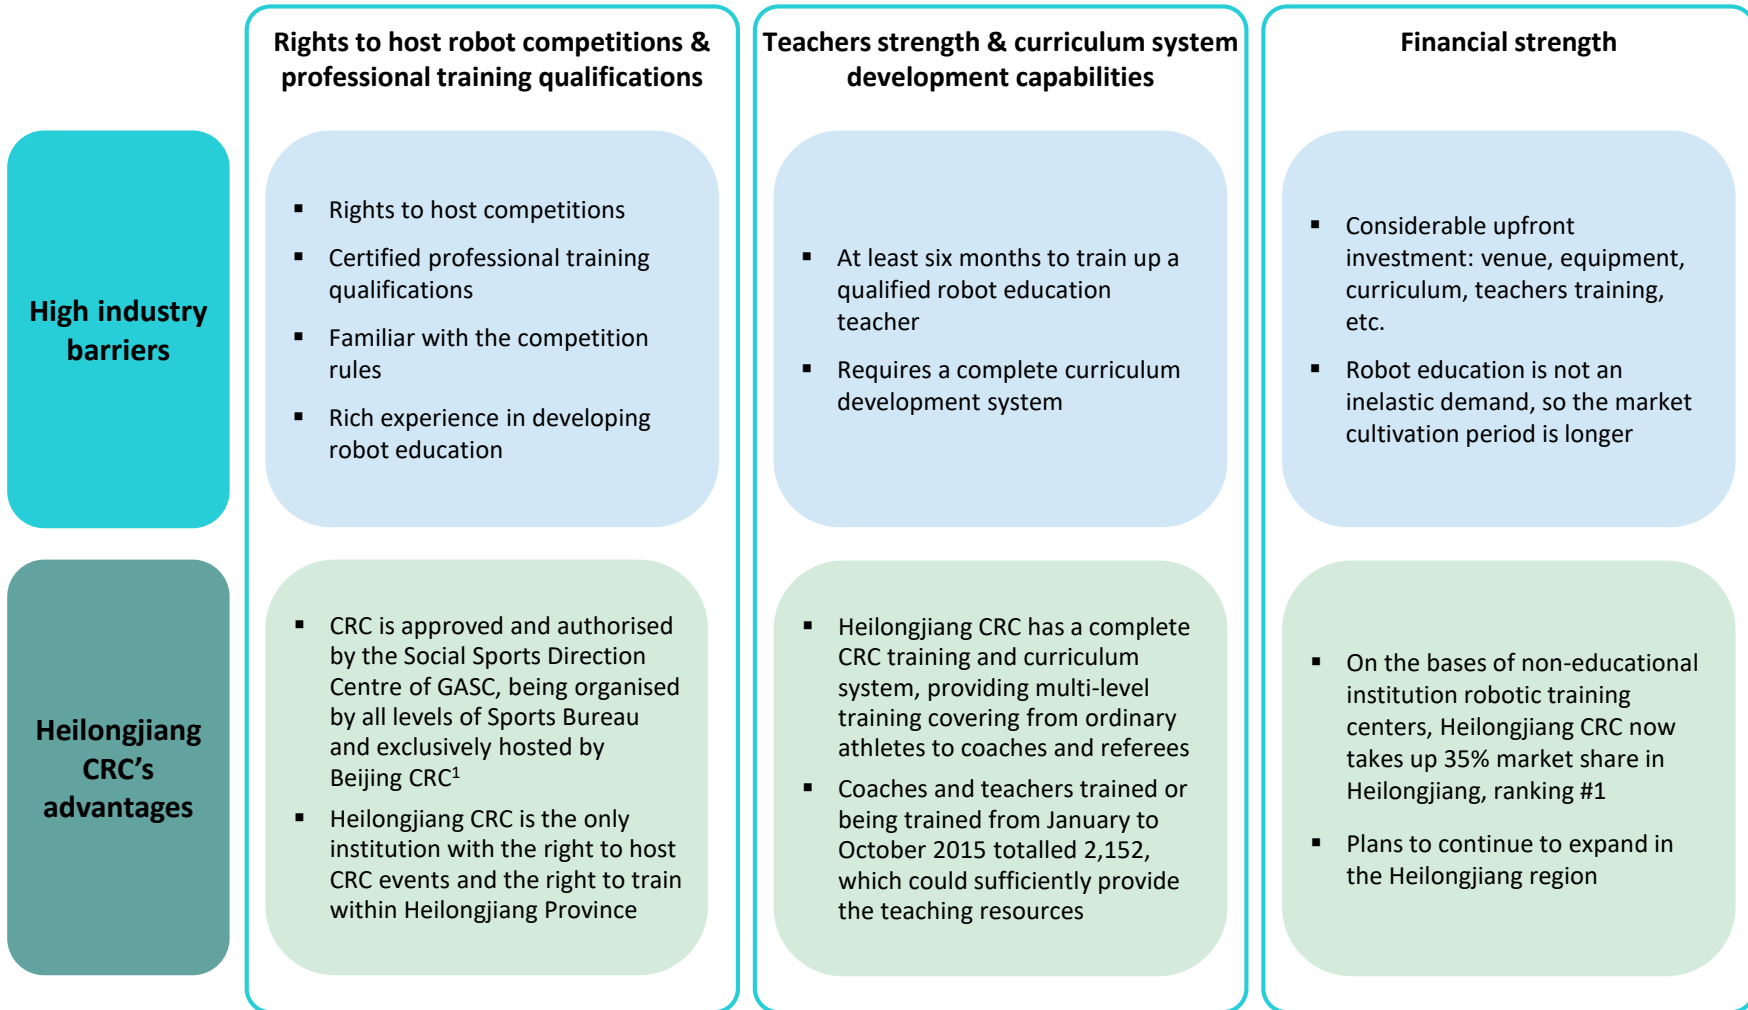 Rights to host robot competitions &
professional training qualifications
Teachers strength & curriculum system
development capabilities
Financial strength
High industry
barriers
▪ Rights to host competitions
▪ Certified professional training
qualifications
▪ Familiar with the competition
rules
▪ Rich experience in developing
robot education
▪ At least six months to train up a
qualified robot education
teacher
▪ Requires a complete curriculum
development system
▪ Considerable upfront
investment: venue, equipment,
curriculum, teachers training,
etc.
▪ Robot education is not an
inelastic demand, so the market
cultivation period is longer
Heilongjiang
CRC’s
advantages
▪ CRC is approved and authorised
by the Social Sports Direction
Centre of GASC, being organised
by all levels of Sports Bureau
and exclusively hosted by
Beijing CRC¹
▪ Heilongjiang CRC is the only
institution with the right to host
CRC events and the right to train
within Heilongjiang Province
▪ Heilongjiang CRC has a complete
CRC training and curriculum
system, providing multi-level
training covering from ordinary
athletes to coaches and referees
▪ Coaches and teachers trained or
being trained from January to
October 2015 totalled 2,152,
which could sufficiently provide
the teaching resources
▪ On the bases of non-educational
institution robotic training
centers, Heilongjiang CRC now
takes up 35% market share in
Heilongjiang, ranking #1
▪ Plans to continue to expand in
the Heilongjiang region